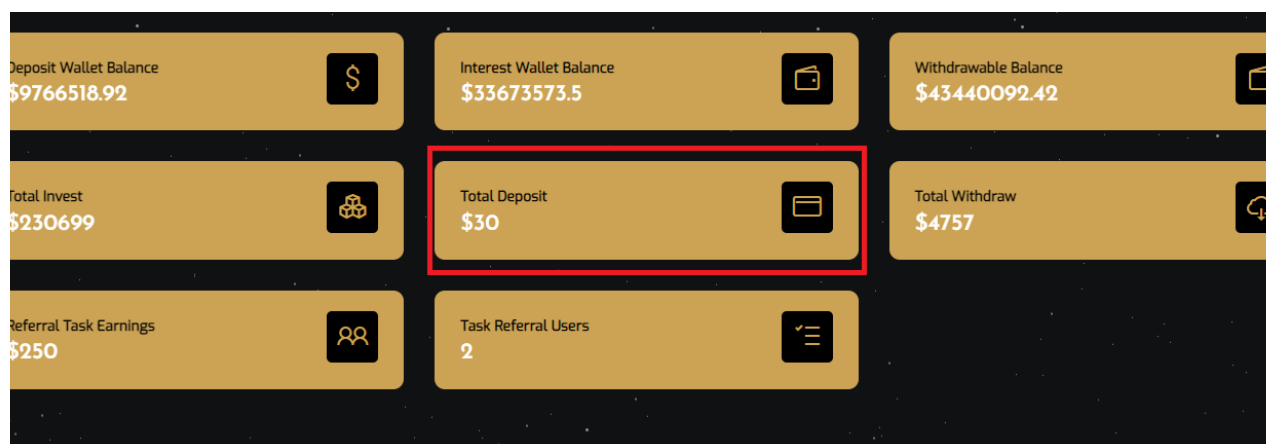 Deposit Wallet Balance
$9766518.92
Interest Wallet Balance
$33673573.5
Withdrawable Balance
$43440092.42
Total Invest
$230699
Total Deposit
$30
Total Withdraw
$4757
Referral Task Earnings
$250
Task Referral Users
2